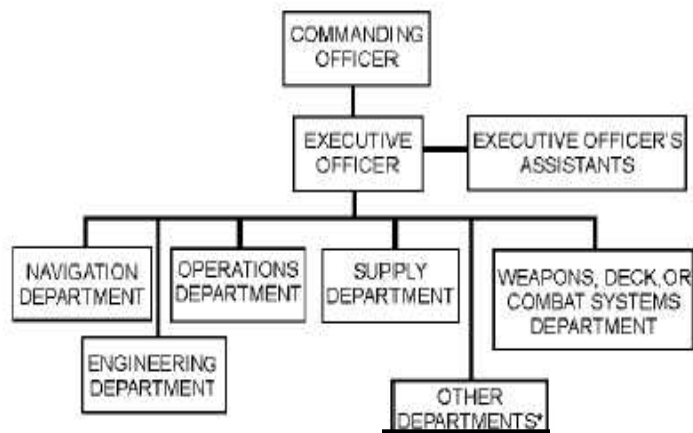 COMMANDING
OFFICER
EXECUTIVE
OFFICER
EXECUTIVE OFFICER'S
ASSISTANTS
NAVIGATION
DEPARTMENT
OPERATIONS
DEPARTMENT
SUPPLY
DEPARTMENT
WEAPONS, DECK, OR
COMBAT SYSTEMS
DEPARTMENT
ENGINEERING
DEPARTMENT
OTHER
DEPARTMENTS*